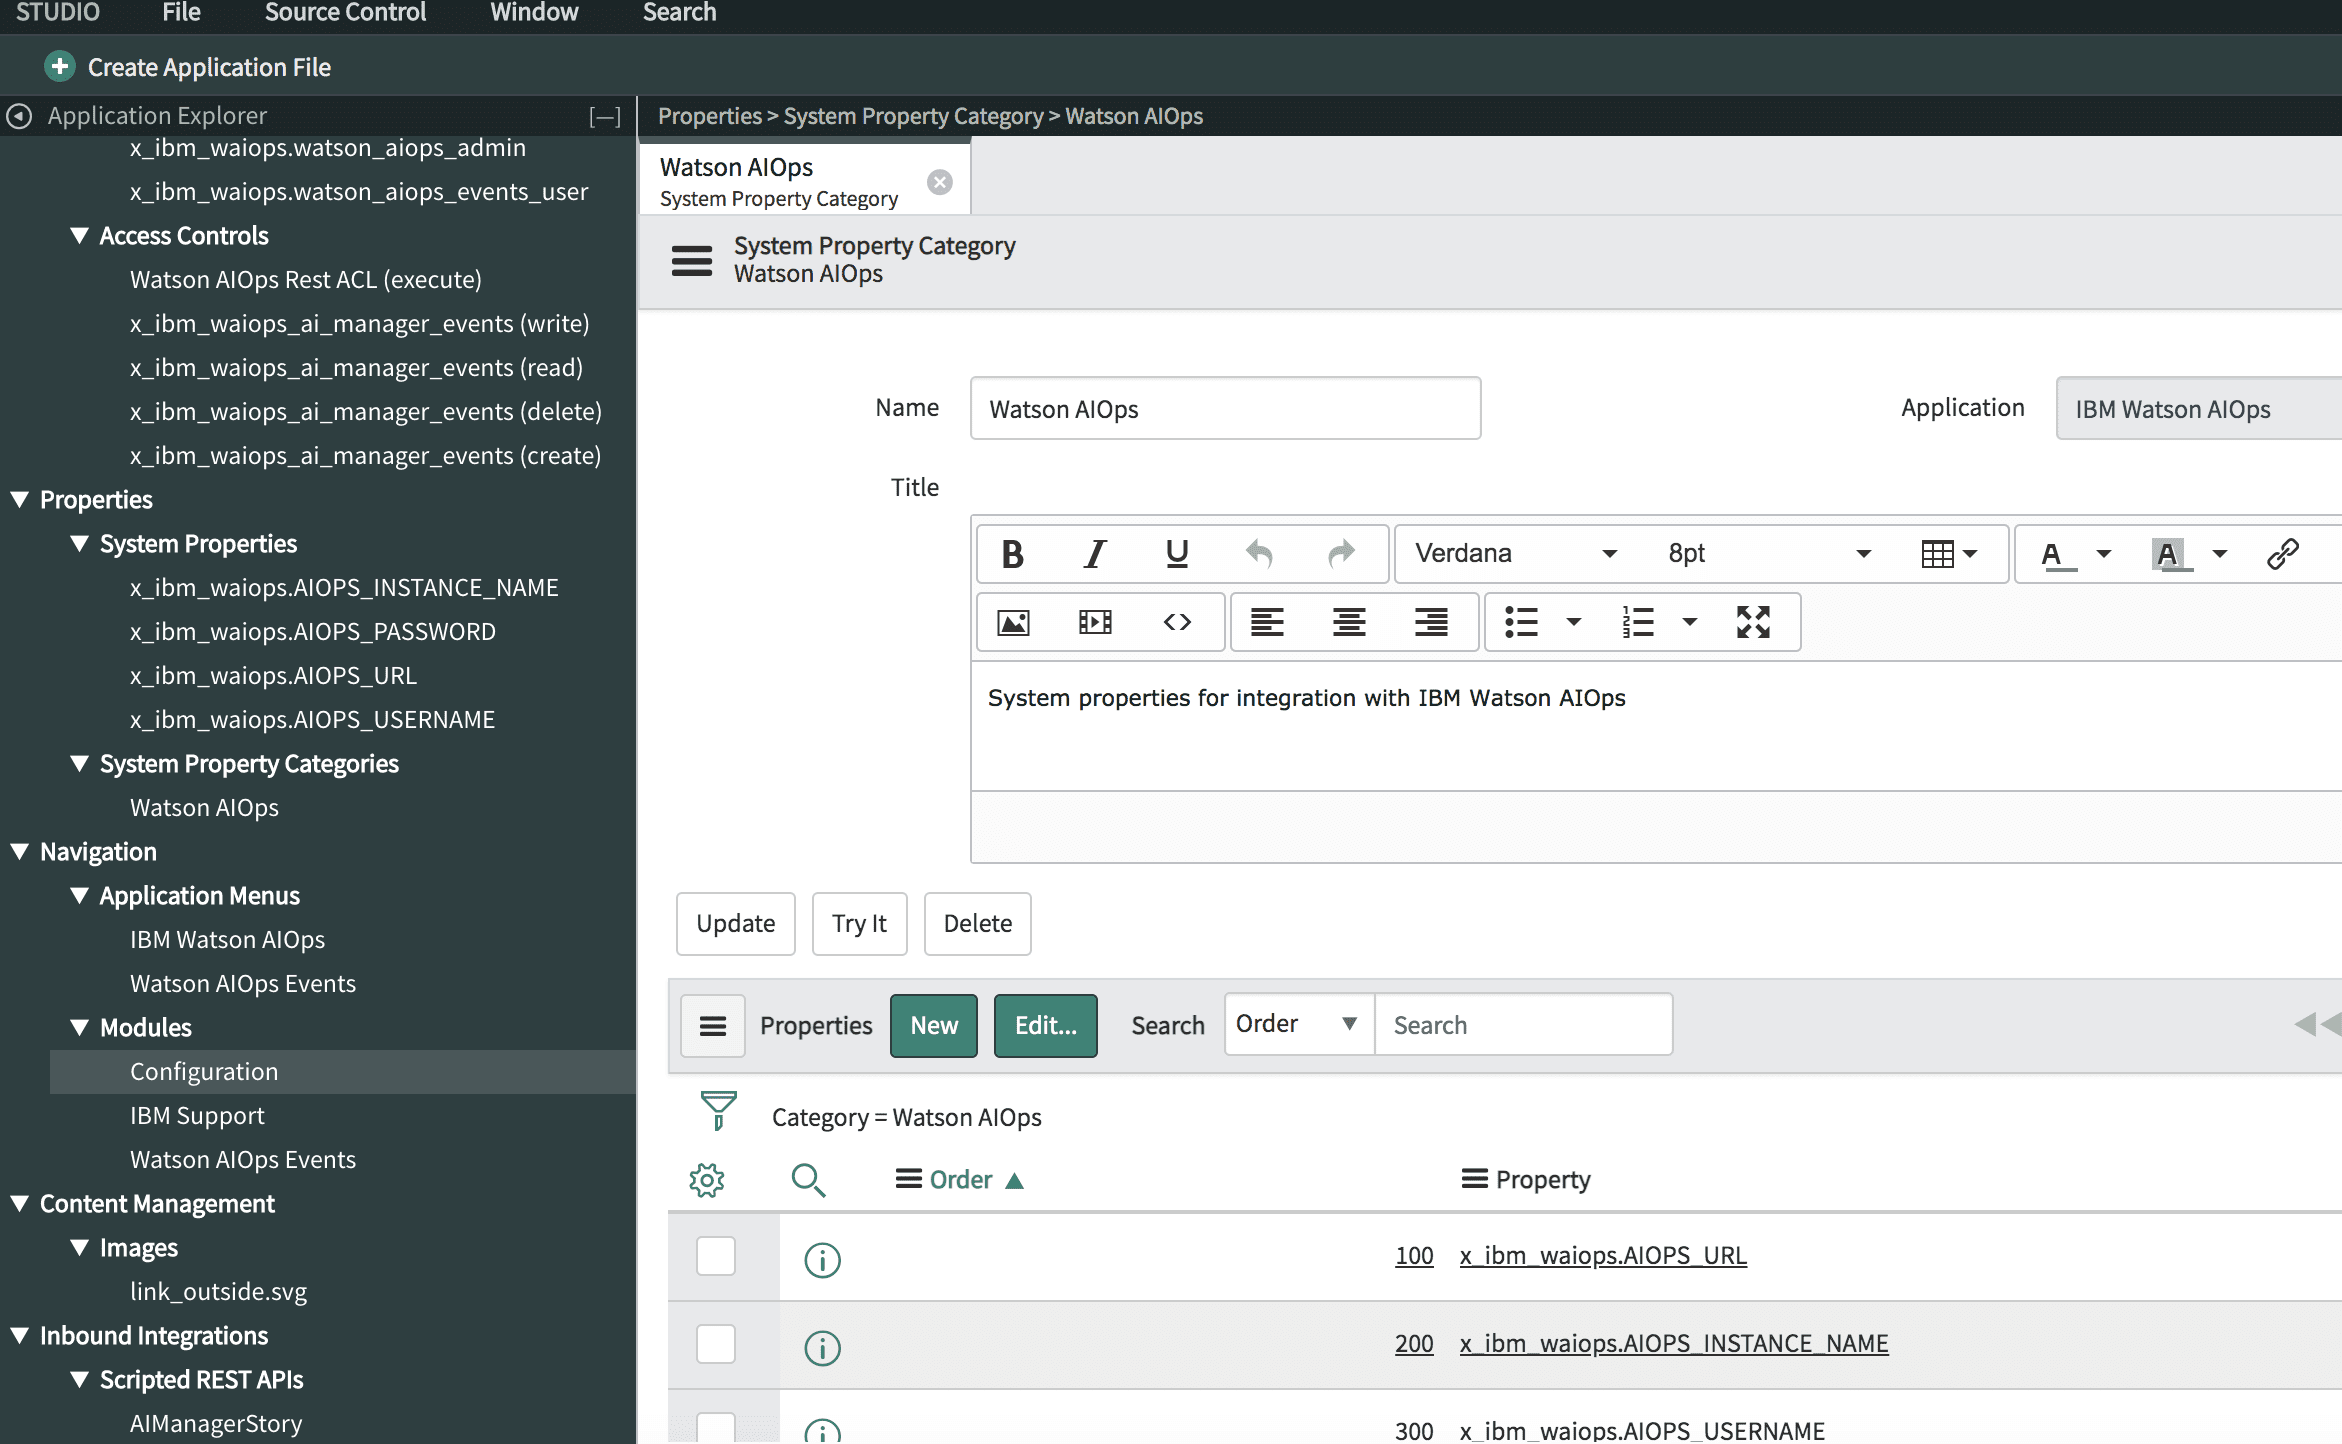 STUDIO File Source Control Window Search
Create Application File
Application Explorer [—]
x_ibm_waiops.watson_aiops_admin
x_ibm_waiops.watson_aiops_events_user
Access Controls
Watson AIOps Rest ACL (execute)
x_ibm_waiops_ai_manager_events (write)
x_ibm_waiops_ai_manager_events (read)
x_ibm_waiops_ai_manager_events (delete)
x_ibm_waiops_ai_manager_events (create)
Properties
System Properties
x_ibm_waiops.AIOPS_INSTANCE_NAME
x_ibm_waiops.AIOPS_PASSWORD
x_ibm_waiops.AIOPS_URL
x_ibm_waiops.AIOPS_USERNAME
System Property Categories
Watson AIOps
Navigation
Application Menus
IBM Watson AIOps
Watson AIOps Events
Modules
Configuration
IBM Support
Watson AIOps Events
Content Management
Images
link_outside.svg
Inbound Integrations
Scripted REST APIs
AIManagerStory
Properties > System Property Category > Watson AIOps
Watson AIOps
System Property Category
System Property Category
Watson AIOps
Name Watson AIOps Application IBM Watson AIOps
Title
B I U Verdana 8pt A A
System properties for integration with IBM Watson AIOps
Update Try It Delete
Properties New Edit... Search Order Search
Category = Watson AIOps
Order Property
100 x_ibm_waiops.AIOPS_URL
200 x_ibm_waiops.AIOPS_INSTANCE_NAME
300 x_ibm_waiops.AIOPS_USERNAME